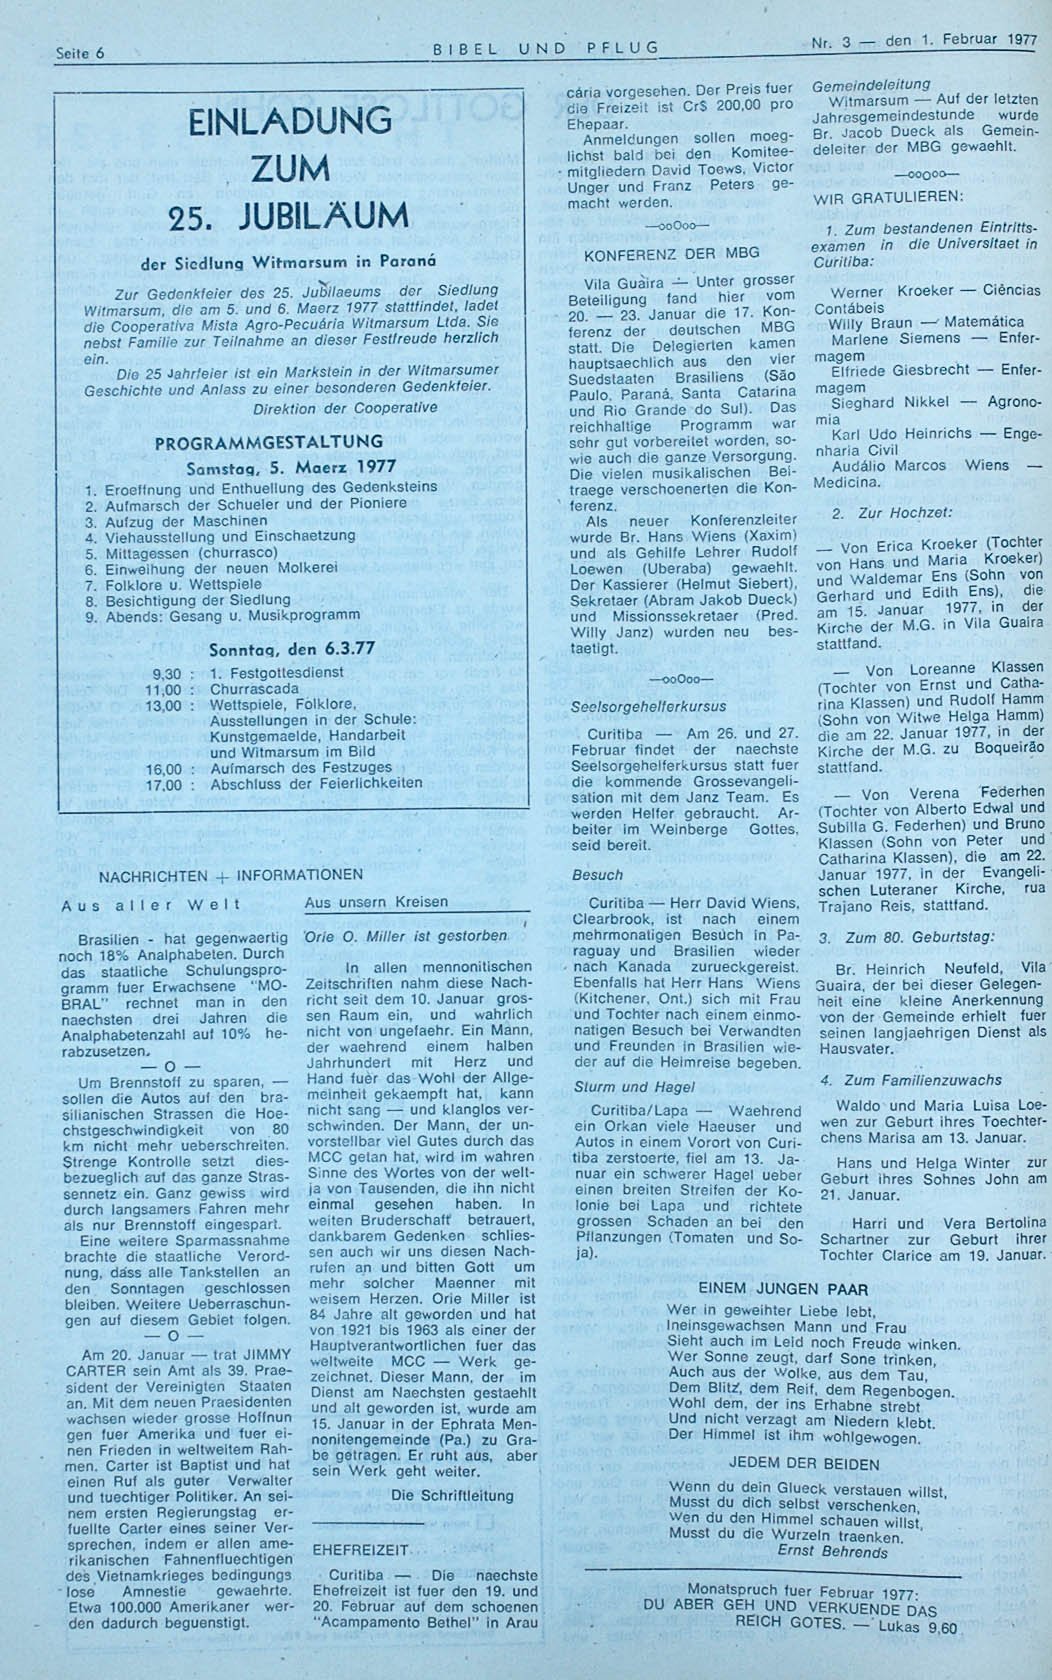 Seite 6
BIBEL UND PFLUG
Nr. 3 — den 1. Februar 1977
EINLADUNG
ZUM
25. JUBILÄUM
der Siedlung Witmarsum in Paraná
Zur Gedenkfeier des 25. Jubilaeums der Siedlung
Witmarsum, die am 5. und 6. Maerz 1977 stattfindet, ladet
die Cooperativa Mista Agro-Pecuária Witmarsum Ltda. Sie
nebst Familie zur Teilnahme an dieser Festfreude herzlich
ein.
Die 25 Jahrfeier ist ein Markstein in der Witmarsumer
Geschichte und Anlass zu einer besonderen Gedenkfeier.
Direktion der Cooperative
PROGRAMMGESTALTUNG
Samstag, 5. Maerz 1977
1. Eroeffnung und Enthuellung des Gedenksteins
2. Aufmarsch der Schueler und der Pioniere
3. Aufzug der Maschinen
4. Viehausstellung und Einschaetzung
5. Mittagessen (churrasco)
6. Einweihung der neuen Molkerei
7. Folklore u. Wettspiele
8. Besichtigung der Siedlung
9. Abends: Gesang u. Musikprogramm
Sonntag, den 6.3.77
9,30 : 1. Festgottesdienst
11,00 : Churrascada
13,00 : Wettspiele, Folklore,
Ausstellungen in der Schule:
Kunstgemaelde, Handarbeit
und Witmarsum im Bild
16,00 : Aufmarsch des Festzuges
17,00 : Abschluss der Feierlichkeiten
NACHRICHTEN + INFORMATIONEN
Aus aller Welt
Brasilien - hat gegenwaertig
noch 18% Analphabeten. Durch
das staatliche Schulungspro-
gramm fuer Erwachsene "MO-
BRAL" rechnet man in den
naechsten drei Jahren die
Analphabetenzahl auf 10% he-
rabzusetzen.
— O —
Um Brennstoff zu sparen, —
sollen die Autos auf den bra-
silianischen Strassen die Hoe-
chstgeschwindigkeit von 80
km nicht mehr ueberschreiten.
Strenge Kontrolle setzt dies-
bezueglich auf das ganze Stras-
sennetz ein. Ganz gewiss wird
durch langsamers Fahren mehr
als nur Brennstoff eingespart.
Eine weitere Sparmassnahme
brachte die staatliche Verord-
nung, dass alle Tankstellen an
den Sonntagen geschlossen
bleiben. Weitere Ueberraschun-
gen auf diesem Gebiet folgen.
— O —
Am 20. Januar — trat JIMMY
CARTER sein Amt als 39. Prae-
sident der Vereinigten Staaten
an. Mit dem neuen Praesidenten
wachsen wieder grosse Hoffnun
gen fuer Amerika und fuer ei-
nen Frieden in weltweitem Rah-
men. Carter ist Baptist und hat
einen Ruf als guter Verwalter
und tuechtiger Politiker. An sei-
nem ersten Regierungstag er-
fuellte Carter eines seiner Ver-
sprechen, indem er allen ame-
rikanischen Fahnenfluechtigen
des Vietnamkrieges bedingungs
lose Amnestie gewaehrte.
Etwa 100.000 Amerikaner wer-
den dadurch beguenstigt.
Aus unsern Kreisen
Orie O. Miller ist gestorben
In allen mennonitischen
Zeitschriften nahm diese Nach-
richt seit dem 10. Januar gros-
sen Raum ein, und wahrlich
nicht von ungefaehr. Ein Mann,
der waehrend einem halben
Jahrhundert mit Herz und
Hand fuer das Wohl der Allge-
meinheit gekaempft hat, kann
nicht sang — und klanglos ver-
schwinden. Der Mann, der un-
vorstellbar viel Gutes durch das
MCC getan hat, wird im wahren
Sinne des Wortes von der welt-
ja von Tausenden, die ihn nicht
einmal gesehen haben. In
weiten Bruderschaft betrauert,
dankbarem Gedenken schlies-
sen auch wir uns diesen Nach-
rufen an und bitten Gott um
mehr solcher Maenner mit
weisem Herzen. Orie Miller ist
84 Jahre alt geworden und hat
von 1921 bis 1963 als einer der
Hauptverantwortlichen fuer das
weltweite MCC — Werk ge-
zeichnet. Dieser Mann, der im
Dienst am Naechsten gestaehlt
und alt geworden ist, wurde am
15. Januar in der Ephrata Men-
nonitengemeinde (Pa.) zu Gra-
be getragen. Er ruht aus, aber
sein Werk geht weiter.
Die Schriftleitung
EHEFREIZEIT
Curitiba — Die naechste
Ehefreizeit ist fuer den 19. und
20. Februar auf dem schoenen
"Acampamento Bethel" in Arau
cária vorgesehen. Der Preis fuer
die Freizeit ist Cr$ 200,00 pro
Ehepaar.
Anmeldungen sollen moeg-
lichst bald bei den Komitee-
mitgliedern David Toews, Victor
Unger und Franz Peters ge-
macht werden.
—ooOoo—
KONFERENZ DER MBG
Vila Guaira — Unter grosser
Beteiligung fand hier vom
20. — 23. Januar die 17. Kon-
ferenz der deutschen MBG
statt. Die Delegierten kamen
hauptsaechlich aus den vier
Suedstaaten Brasiliens (São
Paulo, Paraná, Santa Catarina
und Rio Grande do Sul). Das
reichhaltige Programm war
sehr gut vorbereitet worden, so-
wie auch die ganze Versorgung.
Die vielen musikalischen Bei-
traege verschoenerten die Kon-
ferenz.
Als neuer Konferenzleiter
wurde Br. Hans Wiens (Xaxim)
und als Gehilfe Lehrer Rudolf
Loewen (Uberaba) gewaehlt.
Der Kassierer (Helmut Siebert),
Sekretaer (Abram Jakob Dueck)
und Missionssekretaer (Pred.
Willy Janz) wurden neu bes-
taetigt.
—ooOoo—
Seelsorgehelferkursus
Curitiba — Am 26. und 27.
Februar findet der naechste
Seelsorgehelferkursus statt fuer
die kommende Grossevangeli-
sation mit dem Janz Team. Es
werden Helfer gebraucht. Ar-
beiter im Weinberge Gottes,
seid bereit.
Besuch
Curitiba — Herr David Wiens,
Clearbrook, ist nach einem
mehrmonatigen Besuch in Pa-
raguay und Brasilien wieder
nach Kanada zurueckgereist.
Ebenfalls hat Herr Hans Wiens
(Kitchener, Ont.) sich mit Frau
und Tochter nach einem einmo-
natigen Besuch bei Verwandten
und Freunden in Brasilien wie-
der auf die Heimreise begeben.
Sturm und Hagel
Curitiba/Lapa — Waehrend
ein Orkan viele Haeuser und
Autos in einem Vorort von Curi-
tiba zerstoerte, fiel am 13. Ja-
nuar ein schwerer Hagel ueber
einen breiten Streifen der Ko-
lonie bei Lapa und richtete
grossen Schaden an bei den
Pflanzungen (Tomaten und So-
ja).
Gemeindeleitung
Witmarsum — Auf der letzten
Jahresgemeindestunde wurde
Br. Jacob Dueck als Gemein-
deleiter der MBG gewaehlt.
—ooOoo—
WIR GRATULIEREN:
1. Zum bestandenen Eintritts-
examen in die Universitaet in
Curitiba:
Werner Kroeker — Ciências
Contábeis
Willy Braun — Matemática
Marlene Siemens — Enfer-
magem
Elfriede Giesbrecht — Enfer-
magem
Sieghard Nikkel — Agrono-
mia
Karl Udo Heinrichs — Enge-
nharia Civil
Audálio Marcos Wiens —
Medicina.
2. Zur Hochzet:
— Von Erica Kroeker (Tochter
von Hans und Maria Kroeker)
und Waldemar Ens (Sohn von
Gerhard und Edith Ens), die
am 15. Januar 1977, in der
Kirche der M.G. in Vila Guaira
stattfand.
— Von Loreanne Klassen
(Tochter von Ernst und Catha-
rina Klassen) und Rudolf Hamm
(Sohn von Witwe Helga Hamm)
die am 22. Januar 1977, in der
Kirche der M.G. zu Boqueirão
stattfand.
— Von Verena Federhen
(Tochter von Alberto Edwal und
Subilla G. Federhen) und Bruno
Klassen (Sohn von Peter und
Catharina Klassen), die am 22.
Januar 1977, in der Evangeli-
schen Luteraner Kirche, rua
Trajano Reis, stattfand.
3. Zum 80. Geburtstag:
Br. Heinrich Neufeld, Vila
Guaira, der bei dieser Gelegen-
heit eine kleine Anerkennung
von der Gemeinde erhielt fuer
seinen langjaehrigen Dienst als
Hausvater.
4. Zum Familienzuwachs
Waldo und Maria Luisa Loe-
wen zur Geburt ihres Toechter-
chens Marisa am 13. Januar.
Hans und Helga Winter zur
Geburt ihres Sohnes John am
21. Januar.
Harri und Vera Bertolina
Schartner zur Geburt ihrer
Tochter Clarice am 19. Januar.
EINEM JUNGEN PAAR
Wer in geweihter Liebe lebt,
Ineinsgewachsen Mann und Frau
Sieht auch im Leid noch Freude winken.
Wer Sonne zeugt, darf Sone trinken,
Auch aus der Wolke, aus dem Tau,
Dem Blitz, dem Reif, dem Regenbogen.
Wohl dem, der ins Erhabne strebt
Und nicht verzagt am Niedern klebt.
Der Himmel ist ihm wohlgewogen.
JEDEM DER BEIDEN
Wenn du dein Glueck verstauen willst,
Musst du dich selbst verschenken,
Wen du den Himmel schauen willst,
Musst du die Wurzeln traenken.
Ernst Behrends
Monatspruch fuer Februar 1977:
DU ABER GEH UND VERKUENDE DAS
REICH GOTES. — Lukas 9,60